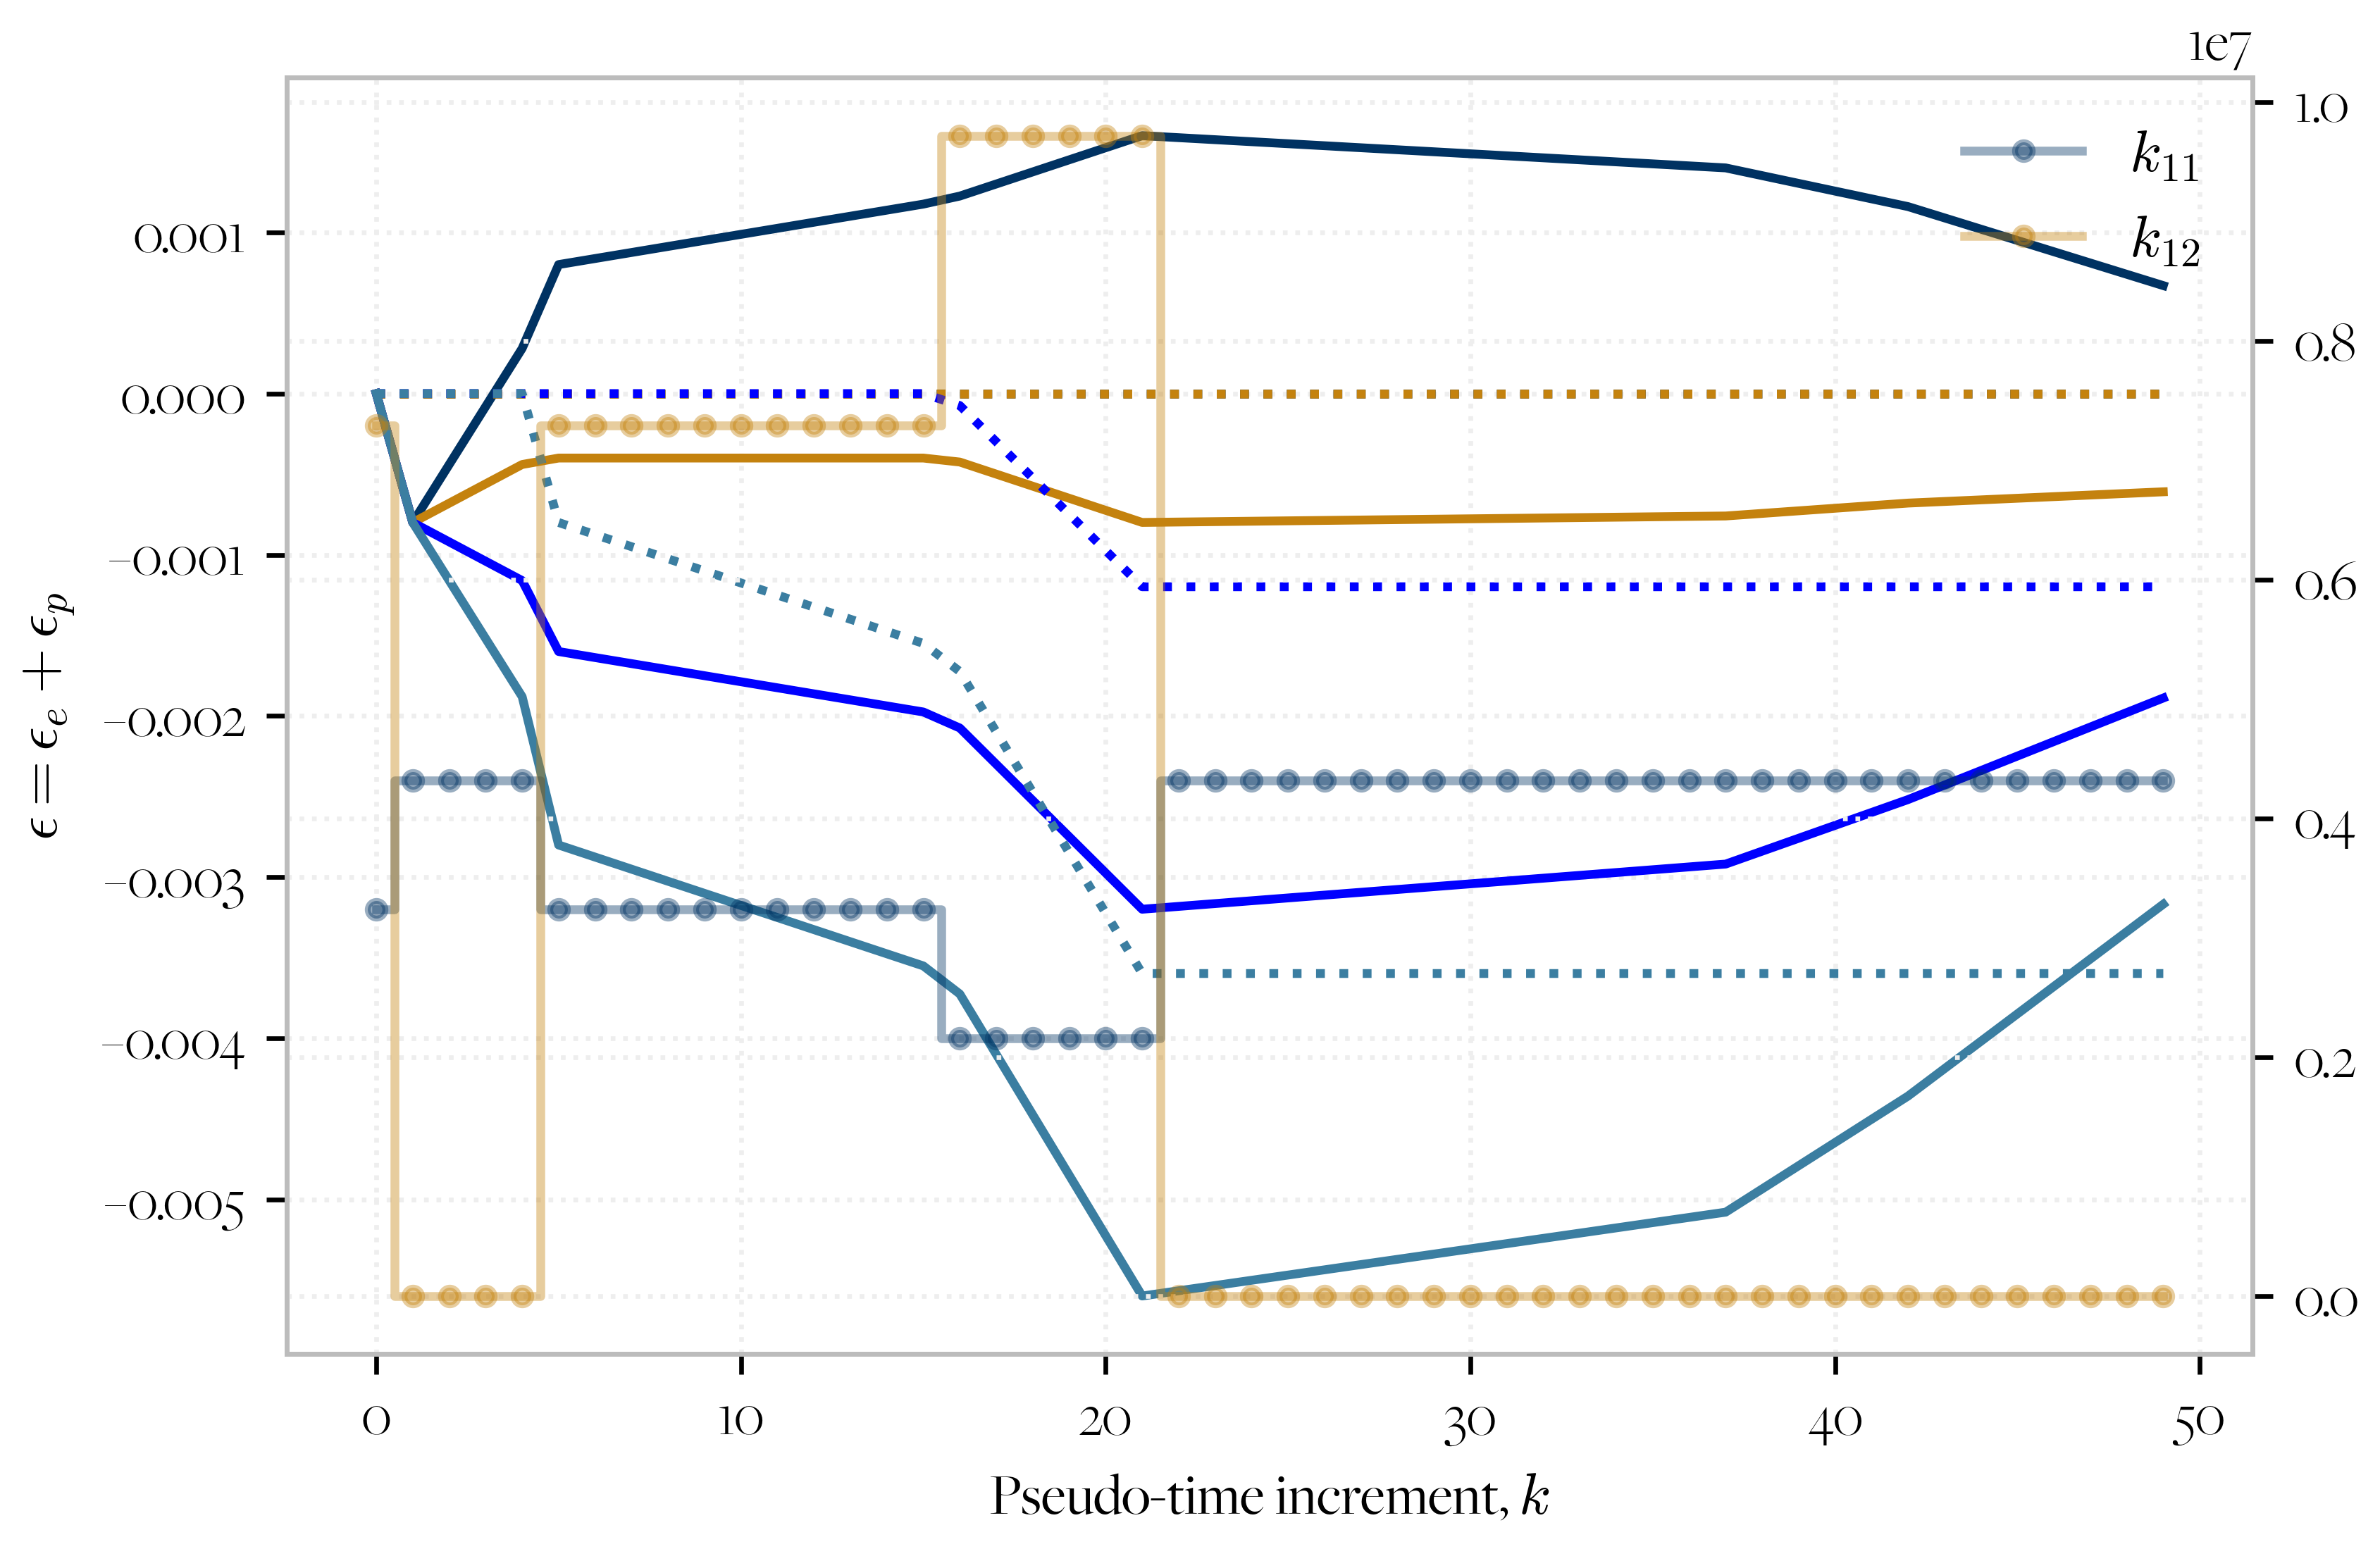 1e7
0.001
0.000
−0.001
−0.002
−0.003
−0.004
−0.005
ϵ = ϵₑ + ϵₚ
k₁₁
k₁₂
1.0
0.8
0.6
0.4
0.2
0.0
0 10 20 30 40 50
Pseudo-time increment, k